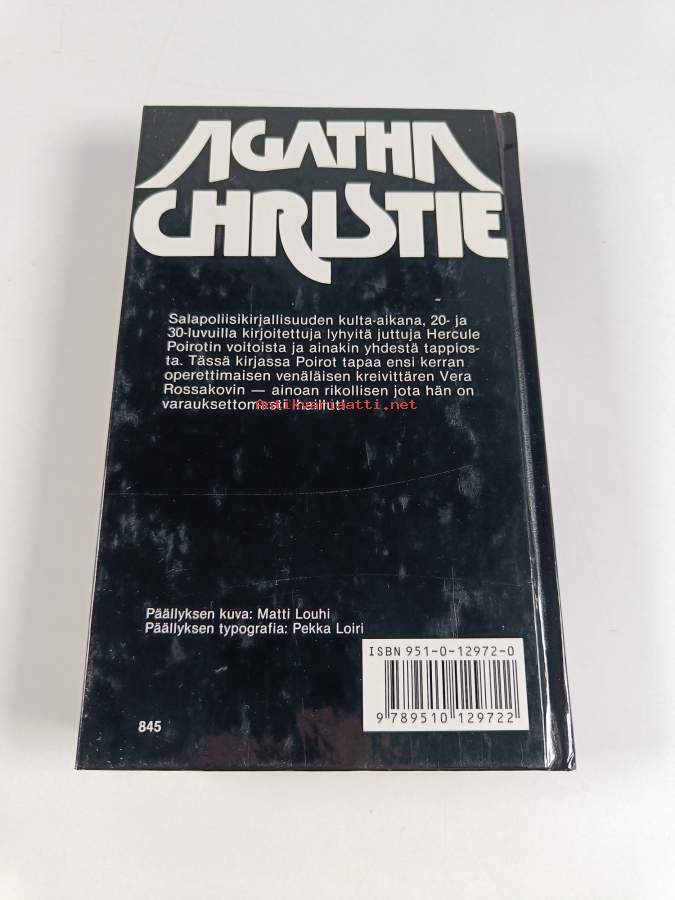 AGATHA
CHRISTIE
Salapoliisikirjallisuuden kulta-aikana, 20- ja
30-luvuilla kirjoitettuja lyhyitä juttuja Hercule
Poirotin voitoista ja ainakin yhdestä tappios-
ta. Tässä kirjassa Poirot tapaa ensi kerran
operettimaisen venäläisen kreivittären Vera
Rossakovin — ainoan rikollisen jota hän on
varauksettomasti ihaillut!
Antikvariaatti.net
Päällyksen kuva: Matti Louhi
Päällyksen typografia: Pekka Loiri
ISBN 951-0-12972-0
9 789510 129722
845